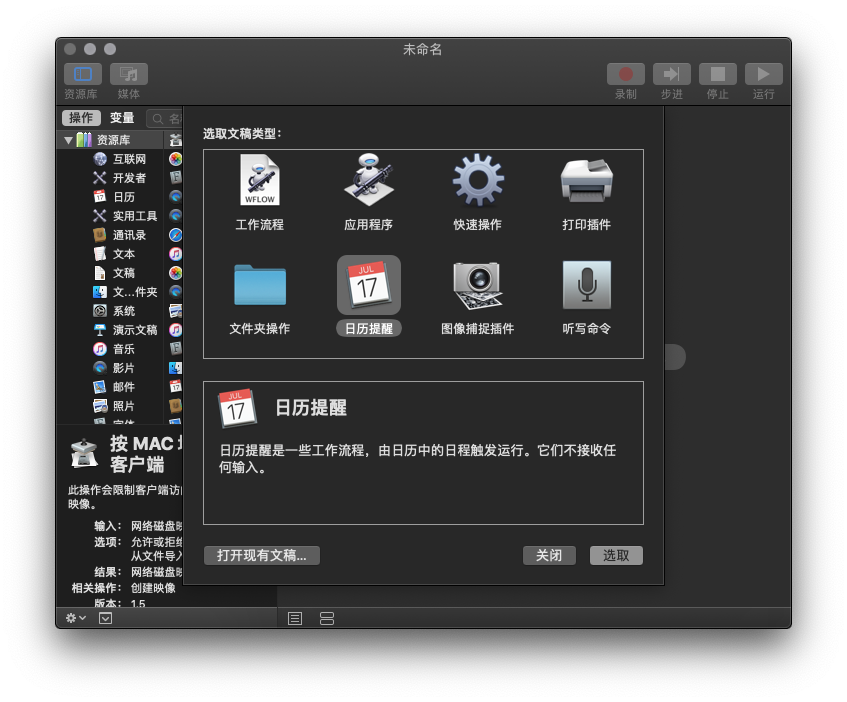 未命名
资源库
媒体
录制
步进
停止
运行
操作
变量
资源库
互联网
开发者
日历
实用工具
通讯录
文本
文稿
文...件夹
系统
演示文稿
音乐
影片
邮件
照片
按 MAC
客户端
此操作会限制客户端访
映像。
输入： 网络磁盘映
选项： 允许或拒绝
从文件导入
结果： 网络磁盘映
相关操作： 创建映像
版本： 1.5
选取文稿类型：
WFLOW
工作流程
应用程序
快速操作
打印插件
JUL
17
文件夹操作
日历提醒
图像捕捉插件
听写命令
JUL
17
日历提醒
日历提醒是一些工作流程，由日历中的日程触发运行。它们不接收任
何输入。
打开现有文稿...
关闭
选取